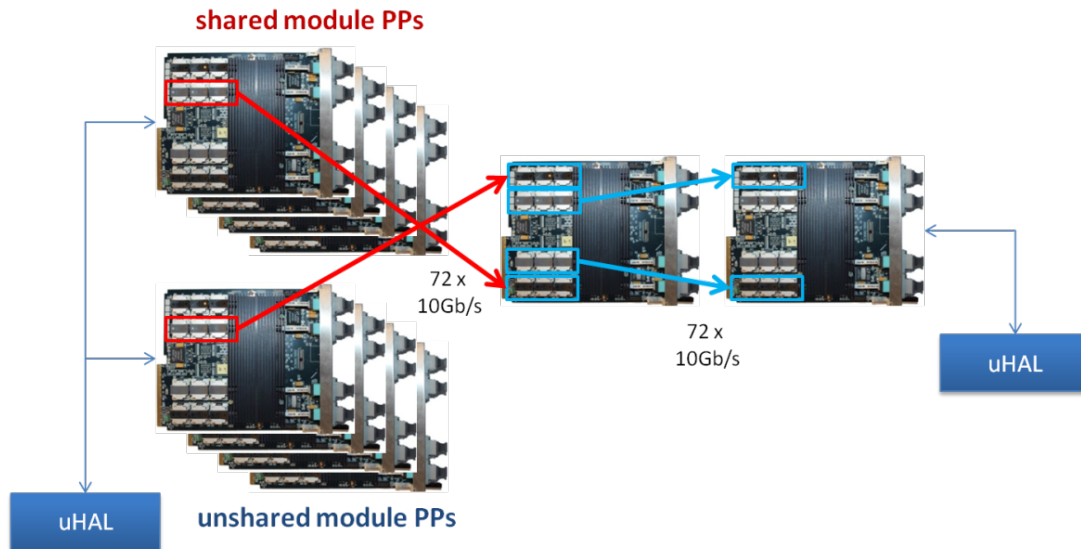 shared module PPs
72 x
10Gb/s
72 x
10Gb/s
uHAL
uHAL
unshared module PPs